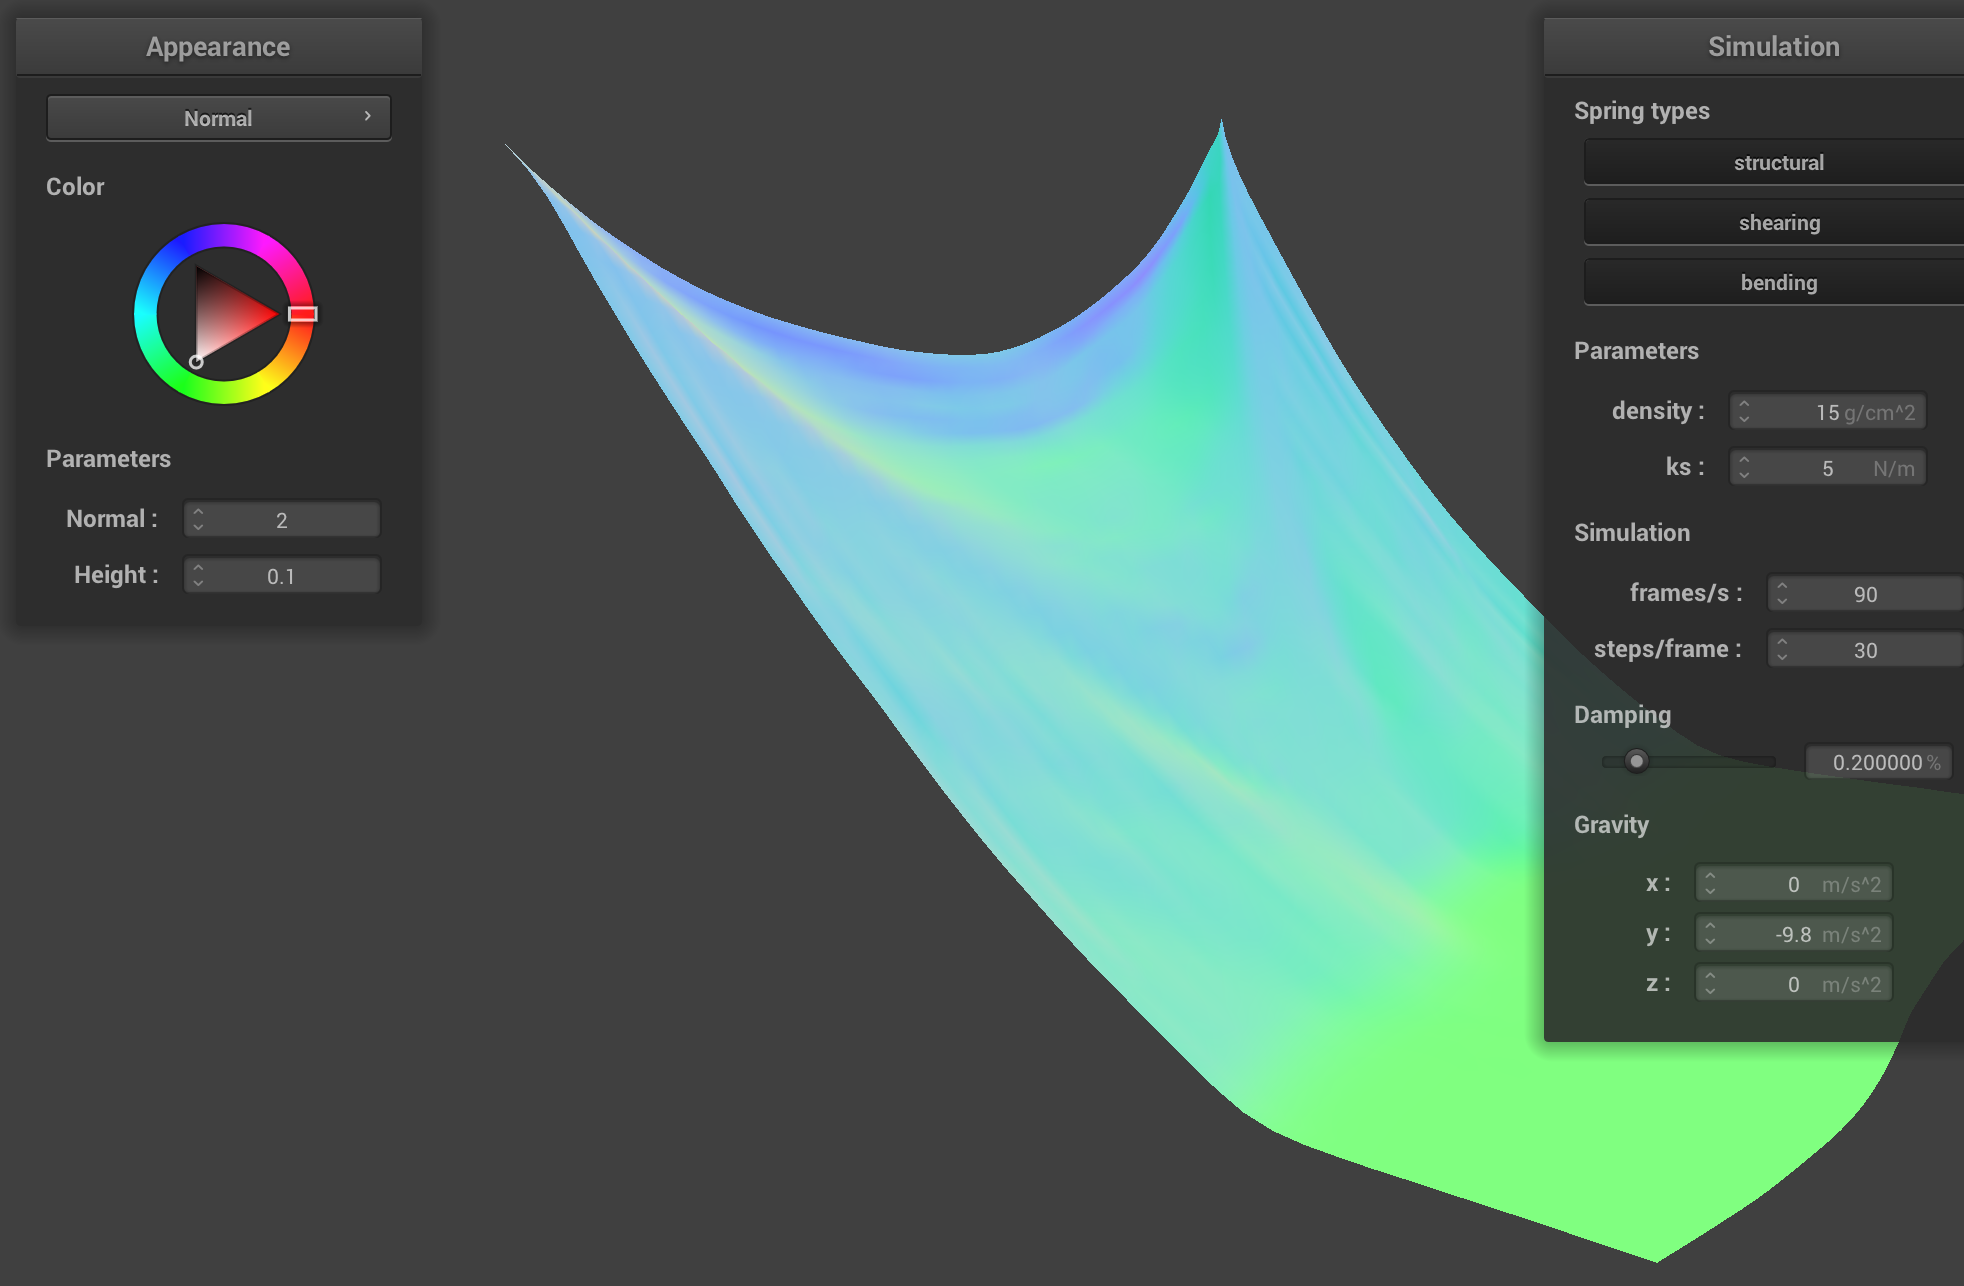 Appearance
Normal
Color
Parameters
Normal : 2
Height : 0.1
Simulation
Spring types
structural
shearing
bending
Parameters
density : 15 g/cm^2
ks : 5 N/m
Simulation
frames/s : 90
steps/frame : 30
Damping
0.200000 %
Gravity
x : 0 m/s^2
y : -9.8 m/s^2
z : 0 m/s^2